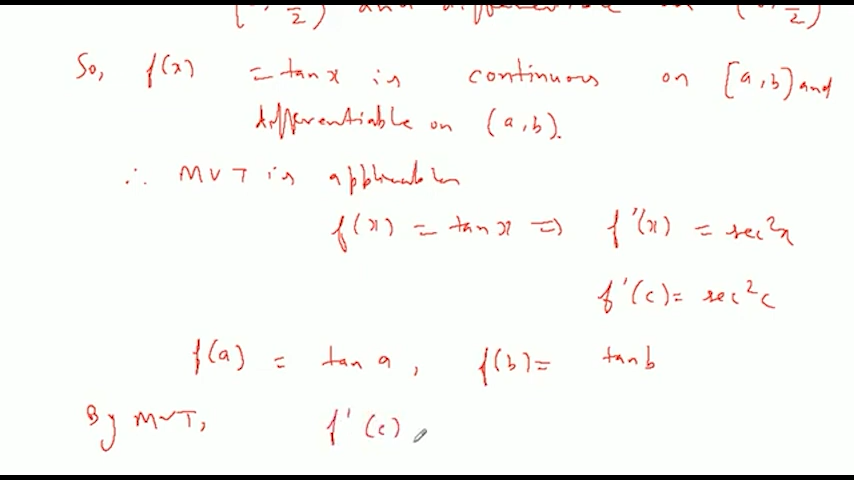 So, f(x) = tan x is continuous on [a,b] and
differentiable on (a,b).
∴ MVT is applicable
f(x) = tan x ⇒ f'(x) = sec²x
f'(c) = sec²c
f(a) = tan a, f(b) = tan b
By MVT, f'(c)